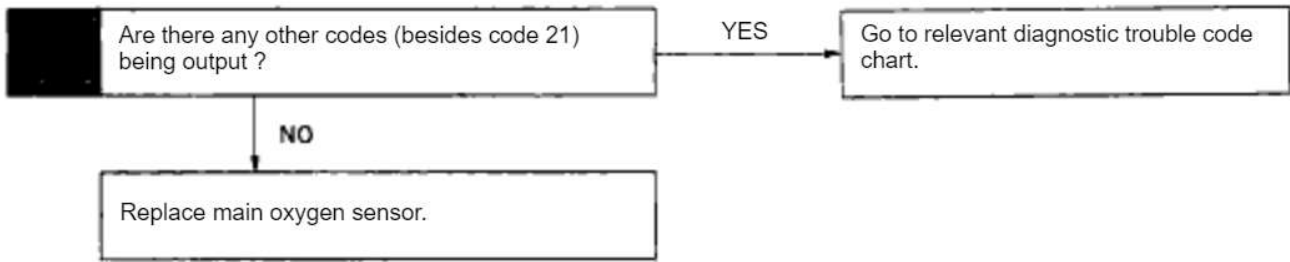 Are there any other codes (besides code 21)
being output ?
YES
Go to relevant diagnostic trouble code
chart.
NO
Replace main oxygen sensor.